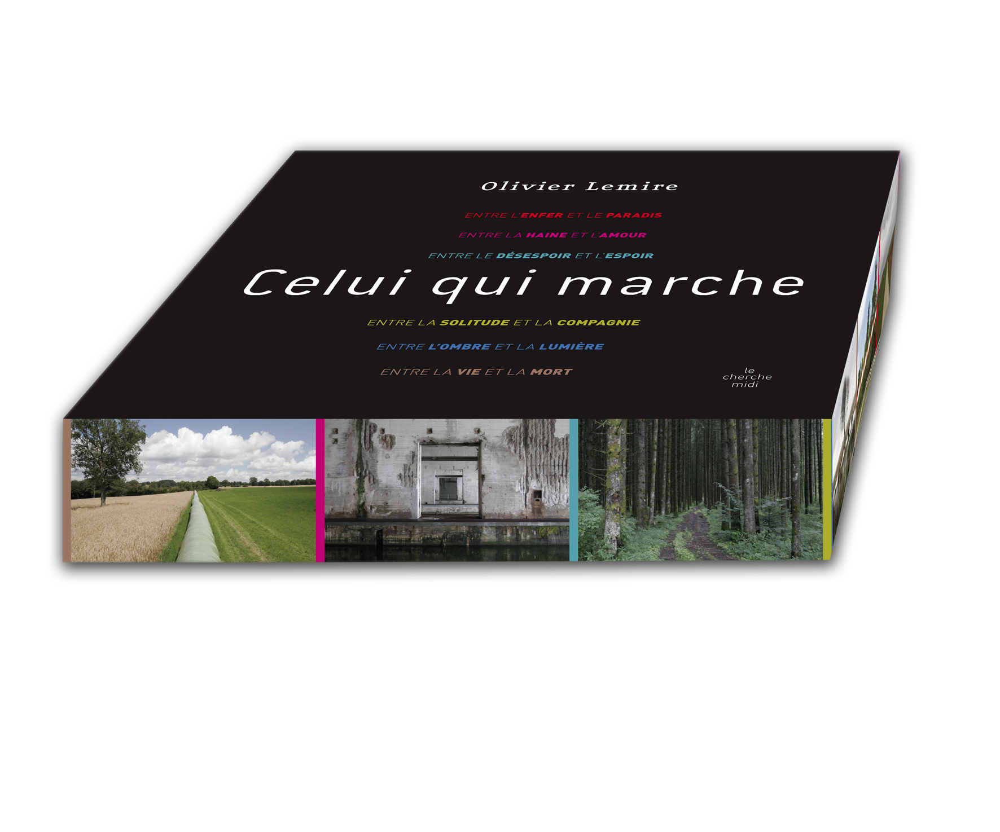 Olivier Lemire
ENTRE L'ENFER ET LE PARADIS
ENTRE LA HAINE ET L'AMOUR
ENTRE LE DÉSESPOIR ET L'ESPOIR
Celui qui marche
ENTRE LA SOLITUDE ET LA COMPAGNIE
ENTRE L'OMBRE ET LA LUMIÈRE
ENTRE LA VIE ET LA MORT
le
cherche
midi